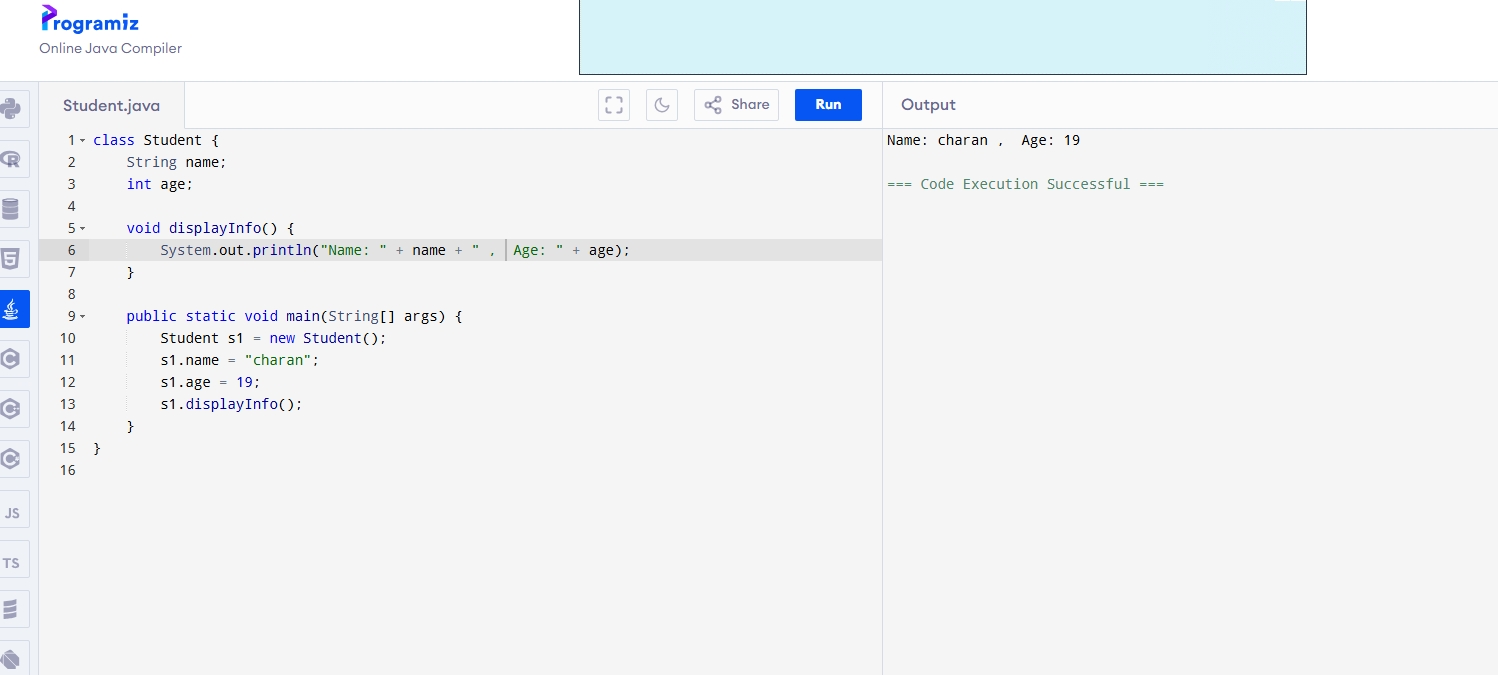 Programiz
Online Java Compiler
Student.java
Share
Run
Output
1 class Student {
2     String name;
3     int age;
4
5     void displayInfo() {
6         System.out.println("Name: " + name + " ,  Age: " + age);
7     }
8
9     public static void main(String[] args) {
10         Student s1 = new Student();
11         s1.name = "charan";
12         s1.age = 19;
13         s1.displayInfo();
14     }
15 }
16
Name: charan ,  Age: 19
=== Code Execution Successful ===
R
5
C
C
C
JS
TS